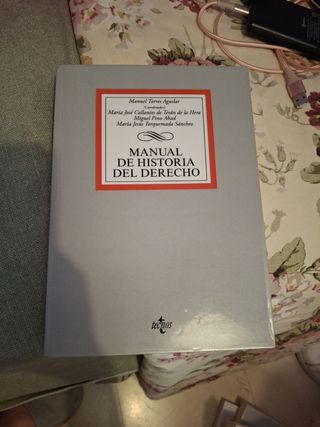 Manuel Torres Aguilar
(Coordinador)
María José Collantes de Terán de la Hera
Miguel Pino Abad
María Jesús Torquemada Sánchez
MANUAL
DE HISTORIA
DEL DERECHO
tecnos